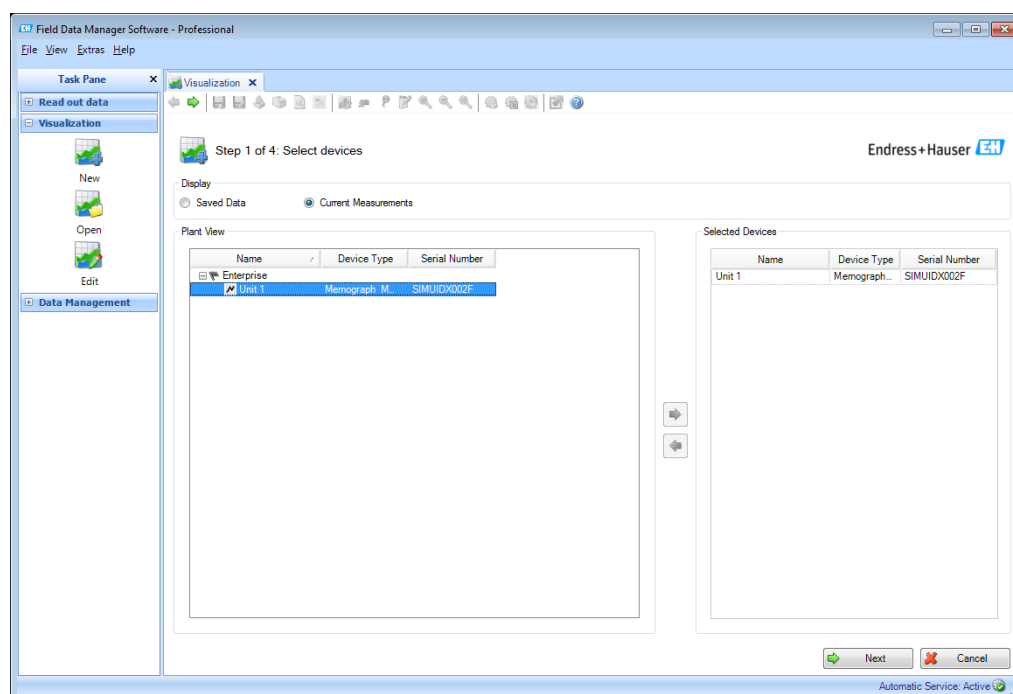 Field Data Manager Software - Professional
File View Extras Help
Task Pane x
Visualization x
Read out data
Visualization
New
Open
Edit
Data Management
Step 1 of 4: Select devices
Endress+Hauser EH
Display
Saved Data Current Measurements
Plant View
Name Device Type Serial Number
Enterprise
Unit 1 Memograph M... SIMUIDX002F
Selected Devices
Name Device Type Serial Number
Unit 1 Memograph... SIMUIDX002F
Next Cancel
Automatic Service: Active